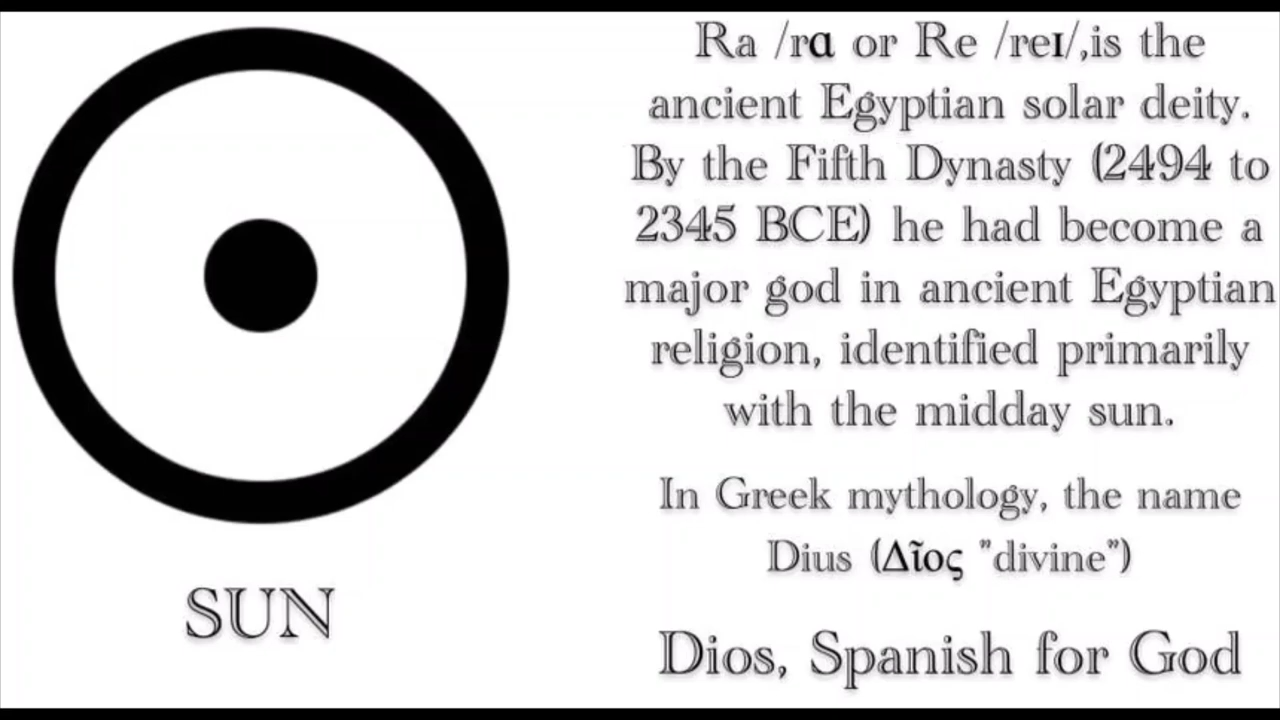 Ra /rɑ or Re /reɪ/,is the
ancient Egyptian solar deity.
By the Fifth Dynasty (2494 to
2345 BCE) he had become a
major god in ancient Egyptian
religion, identified primarily
with the midday sun.
In Greek mythology, the name
Dius (Δῖος "divine")
Dios, Spanish for God
SUN